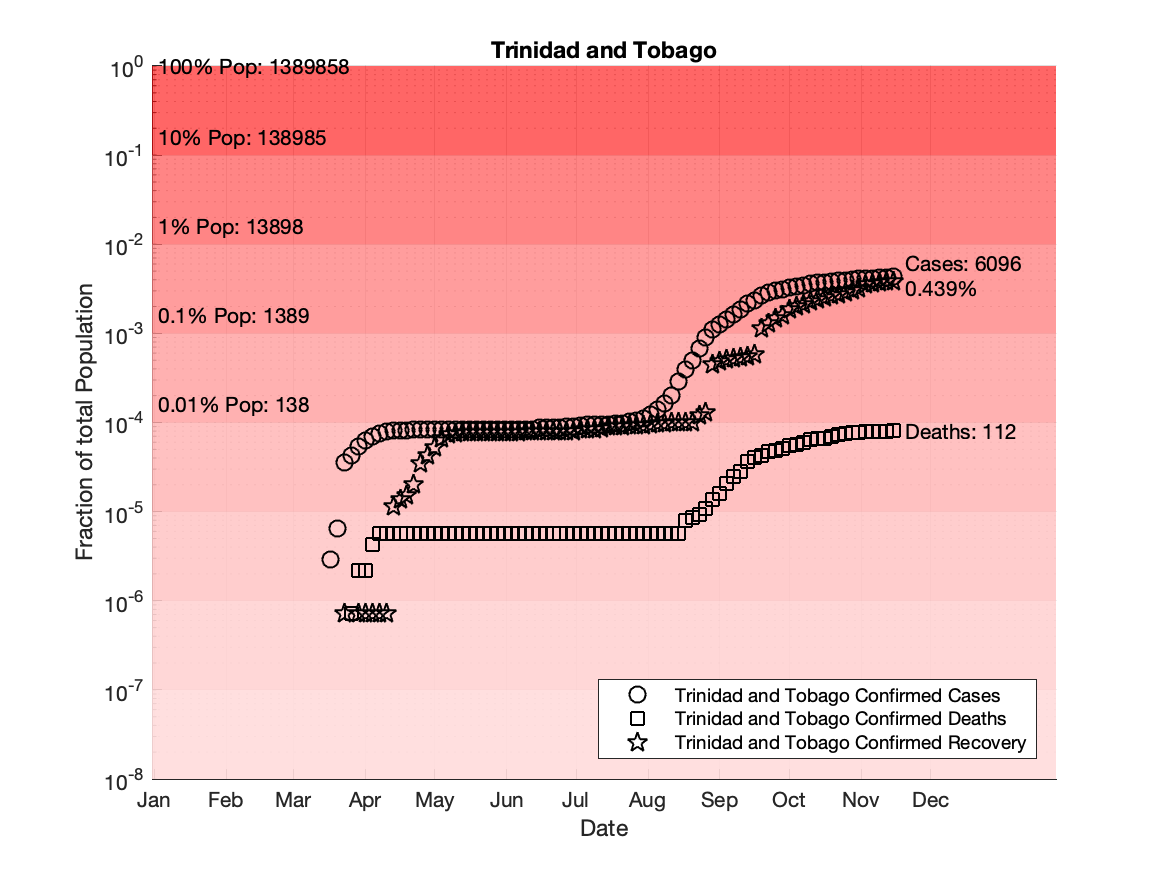 Trinidad and Tobago
10^0
100% Pop: 1389858
10% Pop: 138985
10^-1
1% Pop: 13898
10^-2
Cases: 6096
0.439%
0.1% Pop: 1389
10^-3
0.01% Pop: 138
10^-4
Deaths: 112
10^-5
10^-6
10^-7
10^-8
Fraction of total Population
Trinidad and Tobago Confirmed Cases
Trinidad and Tobago Confirmed Deaths
Trinidad and Tobago Confirmed Recovery
Jan Feb Mar Apr May Jun Jul Aug Sep Oct Nov Dec
Date